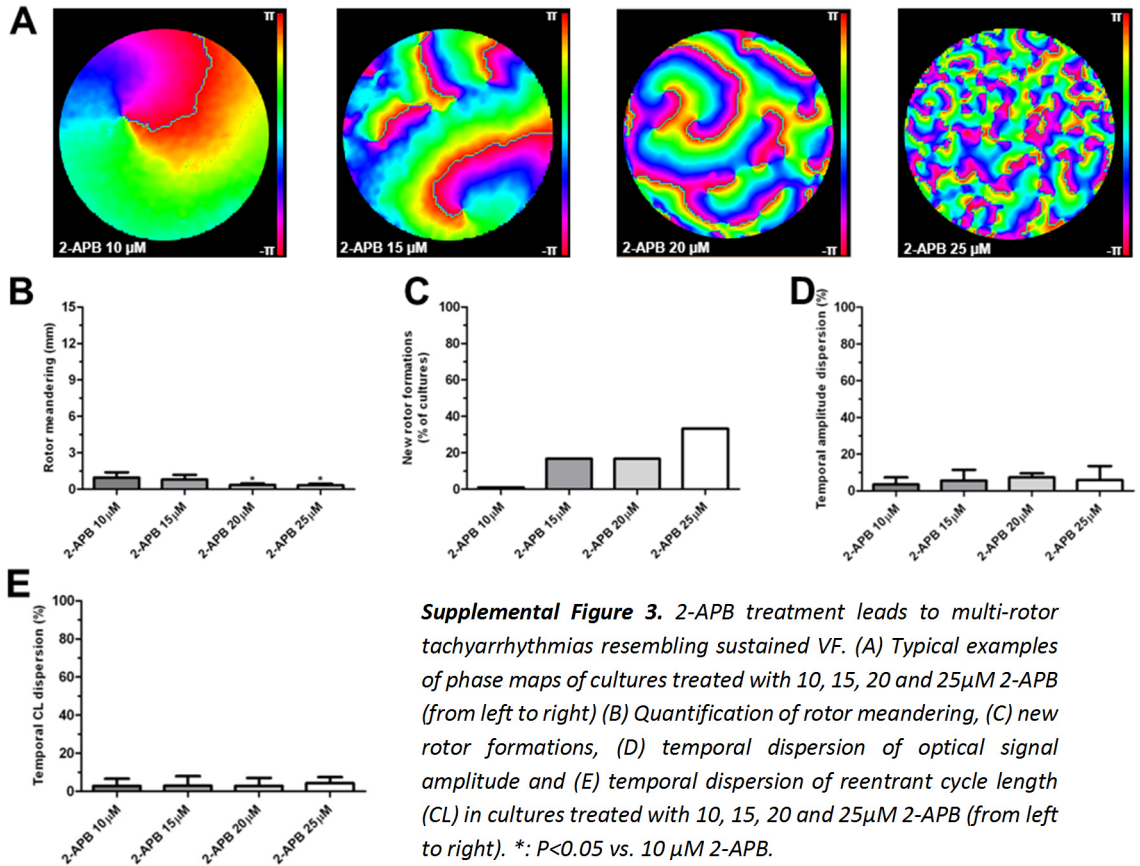 A
π
-π
2-APB 10 µM
π
-π
2-APB 15 µM
π
-π
2-APB 20 µM
π
-π
2-APB 25 µM
B
Rotor meandering (mm)
15
12
9
6
3
0
*
*
2-APB 10µM
2-APB 15µM
2-APB 20µM
2-APB 25µM
C
New rotor formations
(% of cultures)
100
80
60
40
20
0
2-APB 10µM
2-APB 15µM
2-APB 20µM
2-APB 25µM
D
Temporal amplitude dispersion (%)
100
80
60
40
20
0
2-APB 10µM
2-APB 15µM
2-APB 20µM
2-APB 25µM
E
Temporal CL dispersion (%)
100
80
60
40
20
0
2-APB 10µM
2-APB 15µM
2-APB 20µM
2-APB 25µM
Supplemental Figure 3. 2-APB treatment leads to multi-rotor
tachyarrhythmias resembling sustained VF. (A) Typical examples
of phase maps of cultures treated with 10, 15, 20 and 25µM 2-APB
(from left to right) (B) Quantification of rotor meandering, (C) new
rotor formations, (D) temporal dispersion of optical signal
amplitude and (E) temporal dispersion of reentrant cycle length
(CL) in cultures treated with 10, 15, 20 and 25µM 2-APB (from left
to right). *: P<0.05 vs. 10 µM 2-APB.